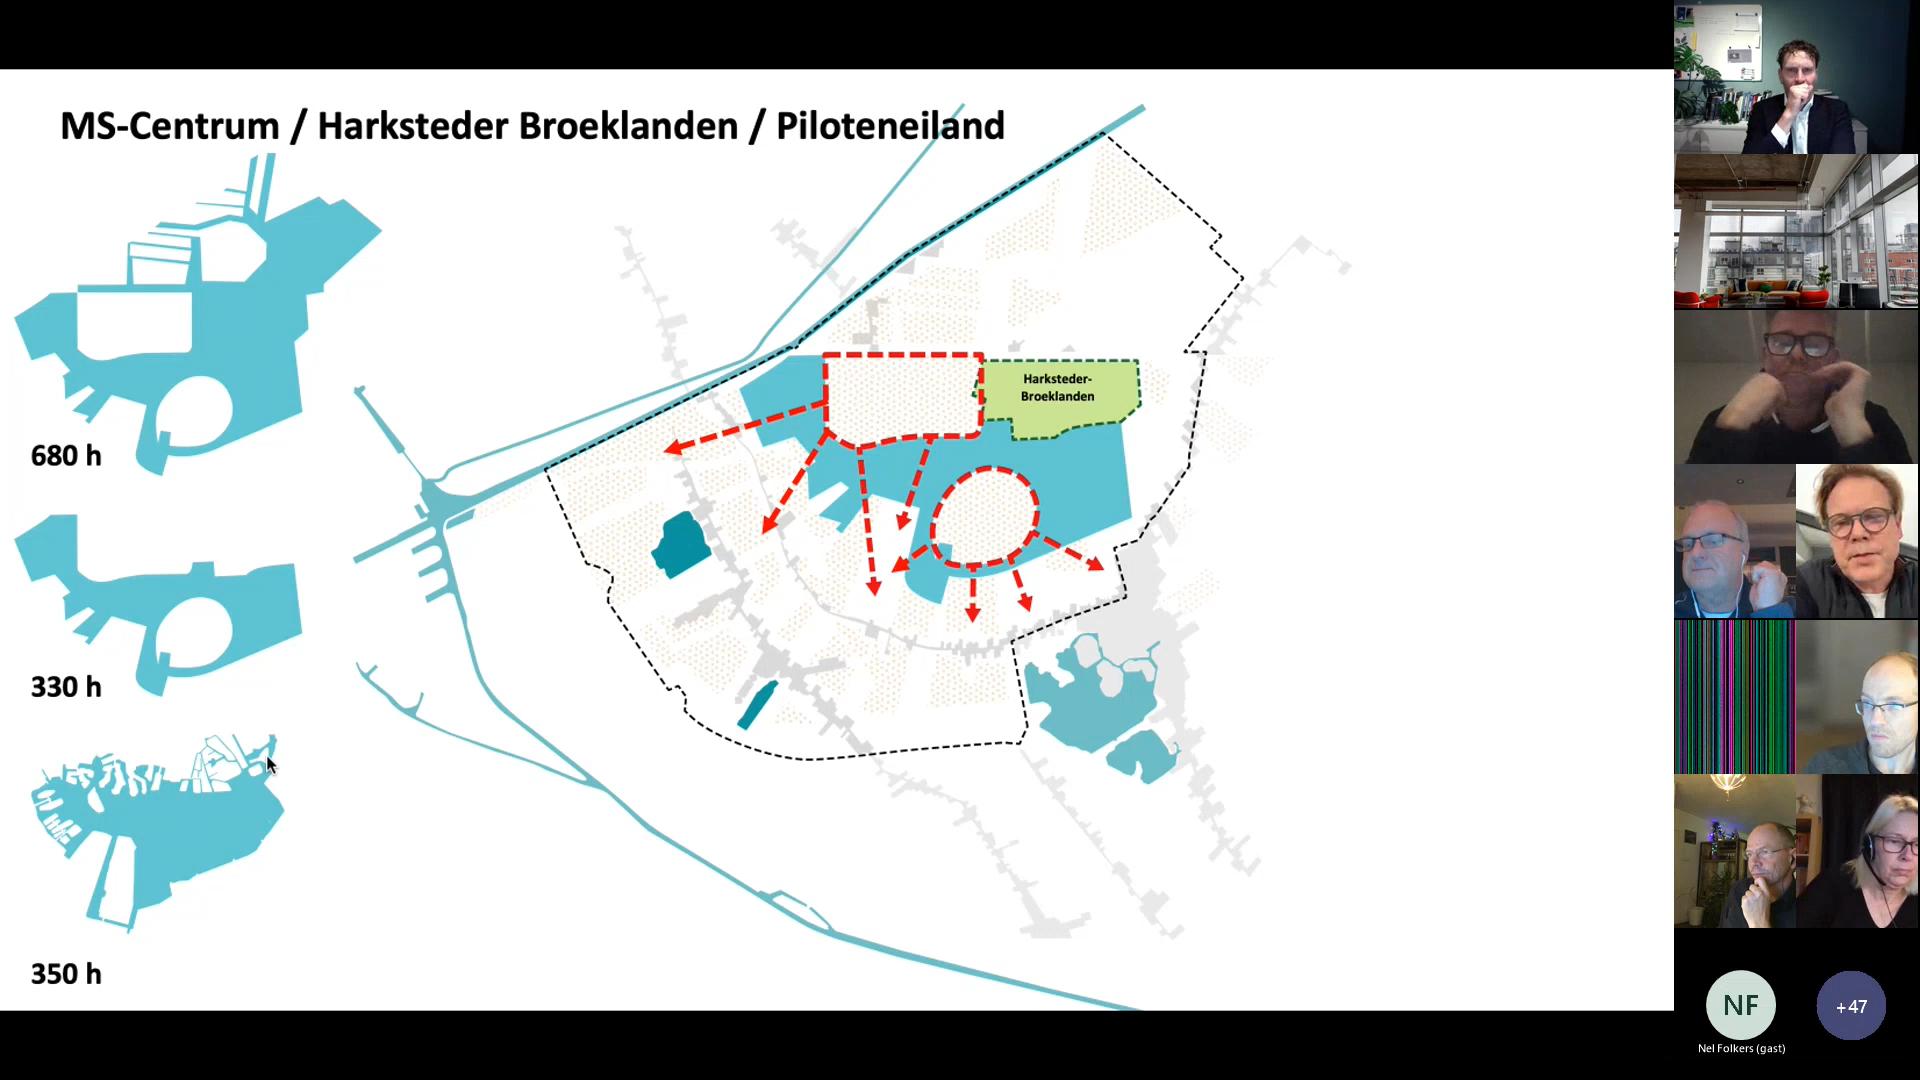 MS-Centrum / Harksteder Broeklanden / Piloteneiland
680 h
330 h
350 h
Harksteder-
Broeklanden
NF
Nel Folkers (gast)
+47